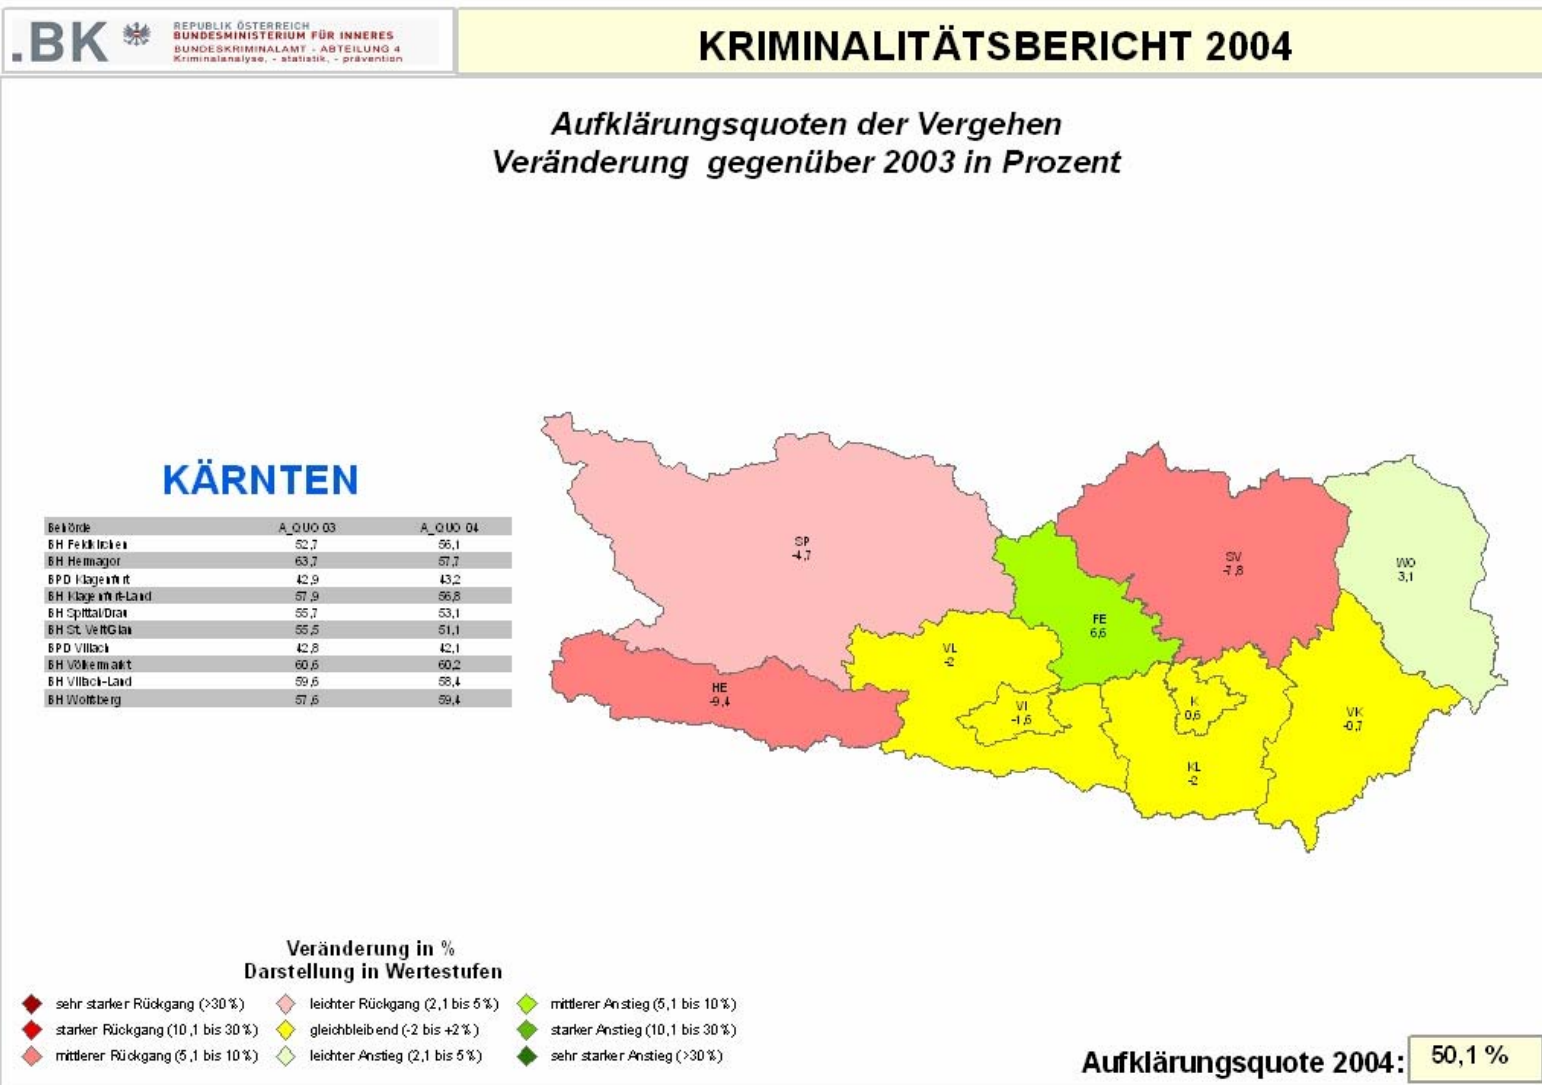 .BK
REPUBLIK ÖSTERREICH
BUNDESMINISTERIUM FÜR INNERES
BUNDESKRIMINALAMT - ABTEILUNG 4
Kriminalanalyse, - statistik, - prävention
KRIMINALITÄTSBERICHT 2004
Aufklärungsquoten der Vergehen
Veränderung gegenüber 2003 in Prozent
KÄRNTEN
Behörde A_QUO 03 A_QUO 04
BH Feldkirchen 52,7 56,1
BH Hermagor 63,7 57,7
BPD Klagenfurt 42,9 43,2
BH Klagenfurt-Land 57,9 56,8
BH Spittal/Drau 55,7 53,1
BH St. Veit/Glan 55,5 51,1
BPD Villach 42,8 42,1
BH Völkermarkt 60,6 60,2
BH Villach-Land 59,6 58,4
BH Wolfsberg 57,6 59,4
SP
-4,7
SV
-7,8
WO
3,1
FE
6,6
VL
-2
HE
-9,4
VI
-1,6
K
0,6
VK
-0,7
KL
-2
Veränderung in %
Darstellung in Wertestufen
sehr starker Rückgang (>30%) leichter Rückgang (2,1 bis 5%) mittlerer Anstieg (5,1 bis 10%)
starker Rückgang (10,1 bis 30%) gleichbleibend (-2 bis +2%) starker Anstieg (10,1 bis 30%)
mittlerer Rückgang (5,1 bis 10%) leichter Anstieg (2,1 bis 5%) sehr starker Anstieg (>30%)
Aufklärungsquote 2004: 50,1 %